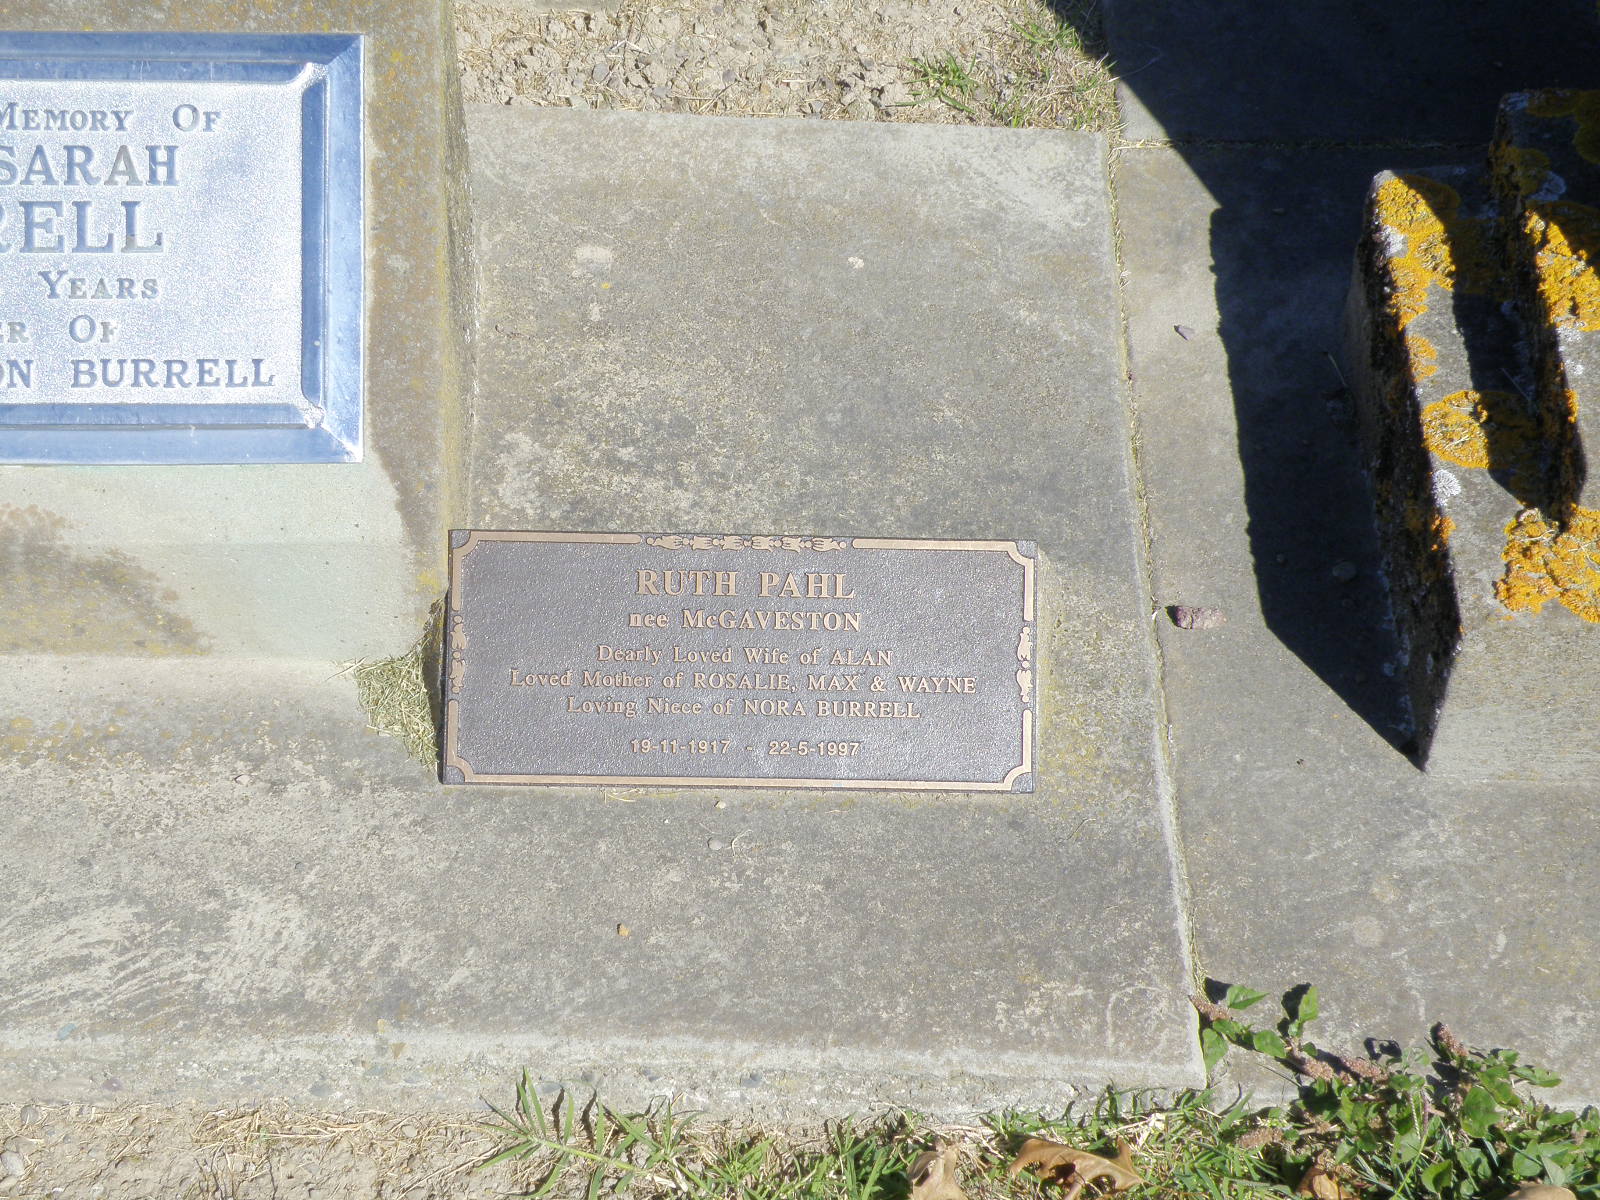 MEMORY OF
SARAH
RELL
YEARS
ER OF
ON BURRELL
RUTH PAHL
nee McGAVESTON
Dearly Loved Wife of ALAN
Loved Mother of ROSALIE, MAX & WAYNE
Loving Niece of NORA BURRELL
19-11-1917 - 22-5-1997